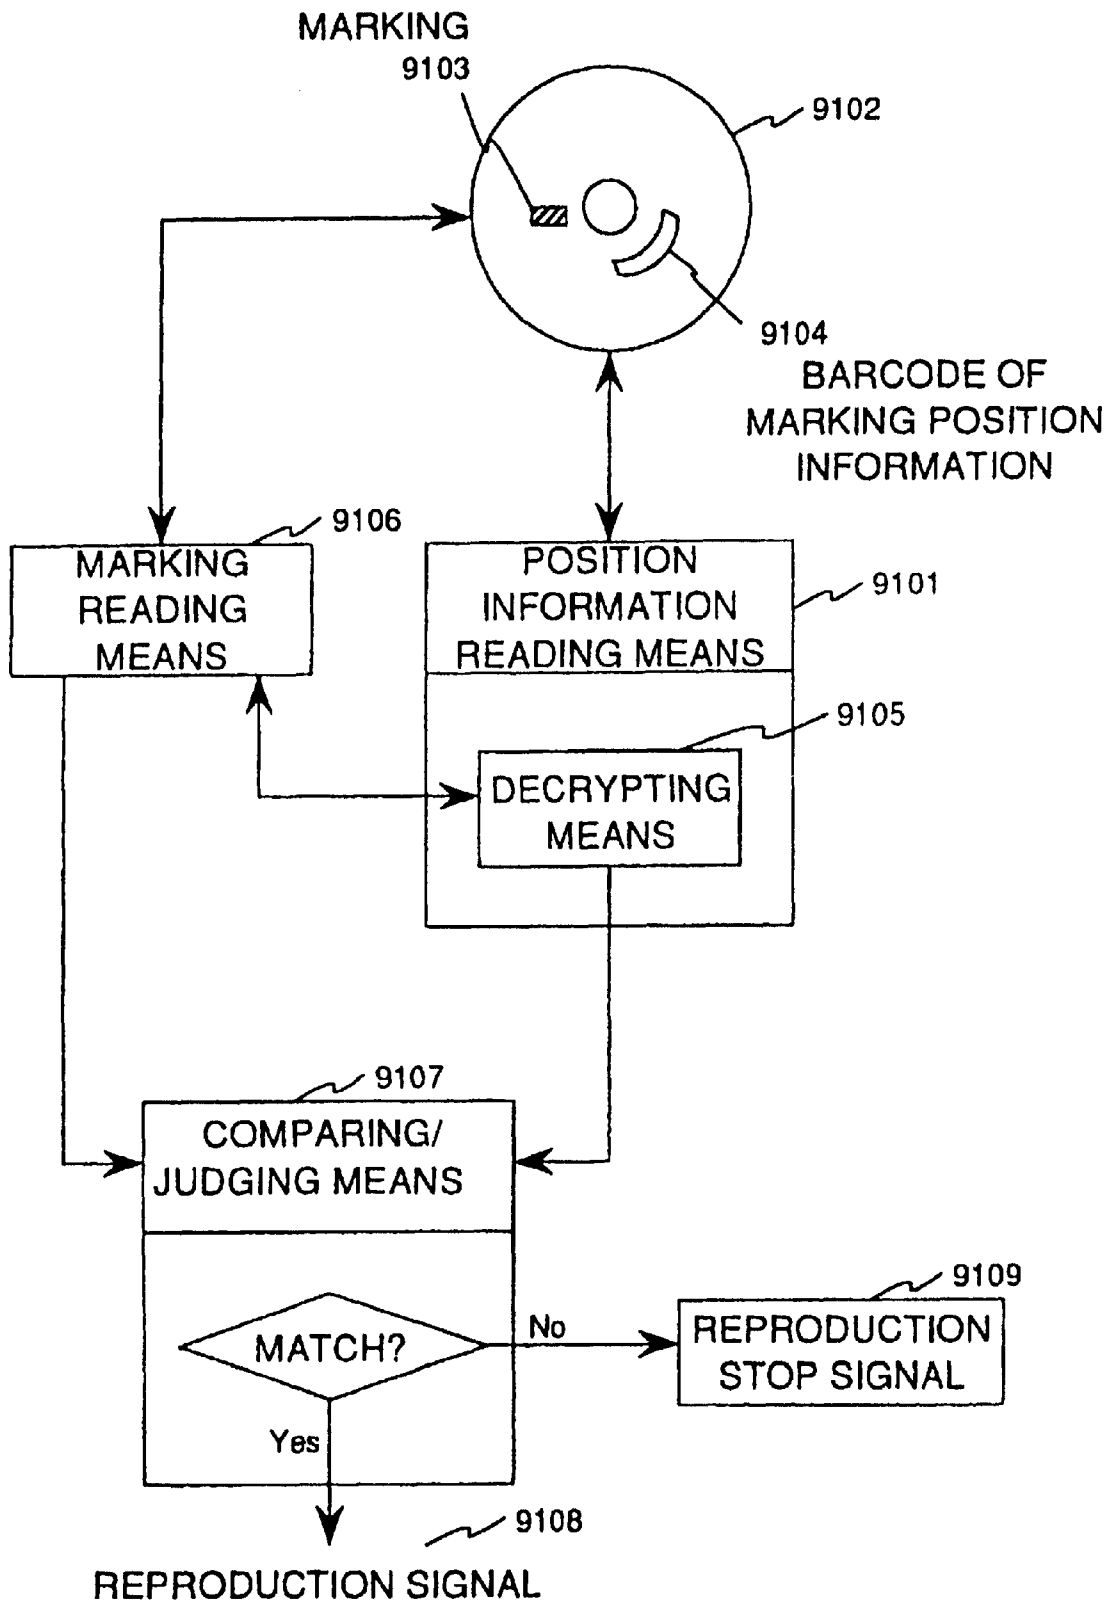 MARKING
9103
9102
9104
BARCODE OF
MARKING POSITION
INFORMATION
9106
MARKING
READING
MEANS
POSITION
INFORMATION
READING MEANS
9101
9105
DECRYPTING
MEANS
9107
COMPARING/
JUDGING MEANS
MATCH?
No
Yes
9109
REPRODUCTION
STOP SIGNAL
9108
REPRODUCTION SIGNAL